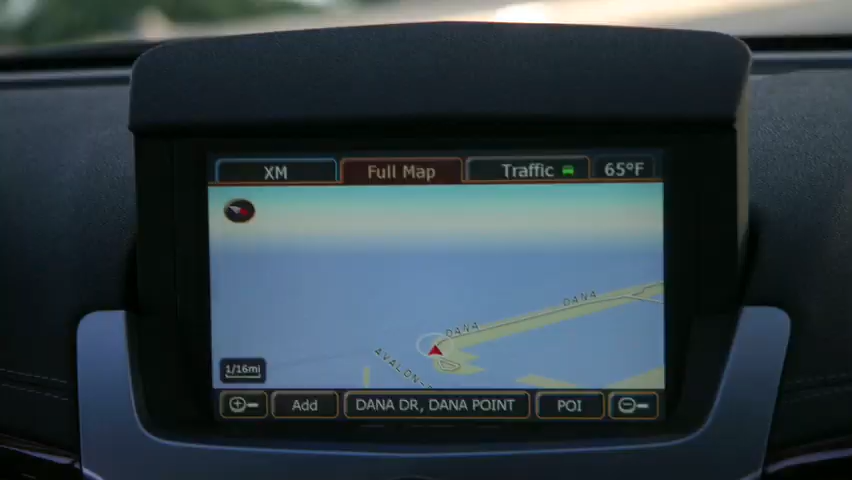 XM Full Map Traffic 65°F
DANA
DANA
AVALON-
1/16mi
Add DANA DR, DANA POINT POI